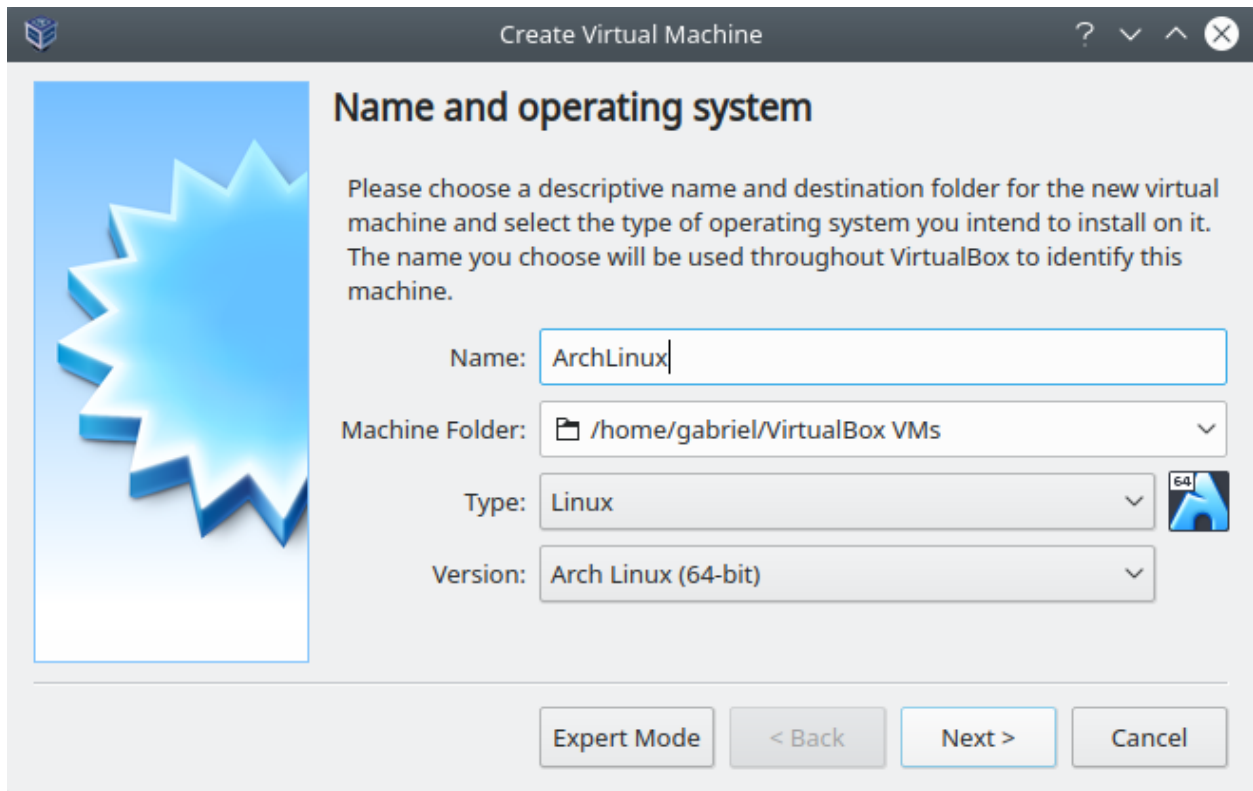 Create Virtual Machine
?
Name and operating system
Please choose a descriptive name and destination folder for the new virtual
machine and select the type of operating system you intend to install on it.
The name you choose will be used throughout VirtualBox to identify this
machine.
Name: ArchLinux
Machine Folder: /home/gabriel/VirtualBox VMs
Type: Linux
64
Version: Arch Linux (64-bit)
Expert Mode < Back Next > Cancel